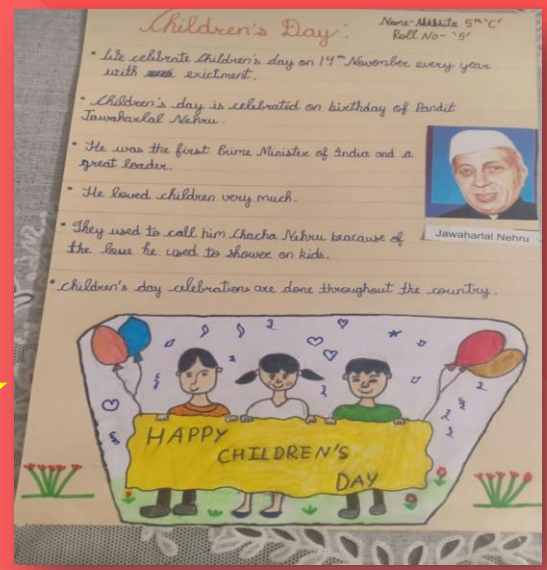 Children's Day:
Name- 5th "C"
Roll No- '5'
• We celebrate Children's day on 14th November every year
with exictment.
• Children's day is celebrated on birthday of Pandit
Jawaharlal Nehru.
• He was the first Prime Minister of India and a
great leader.
• He loved children very much.
• They used to call him Chacha Nehru beacause of
the love he used to shower on kids.
• Children's day celebrations are done throughout the country.
Jawaharlal Nehru
HAPPY
CHILDREN'S
DAY